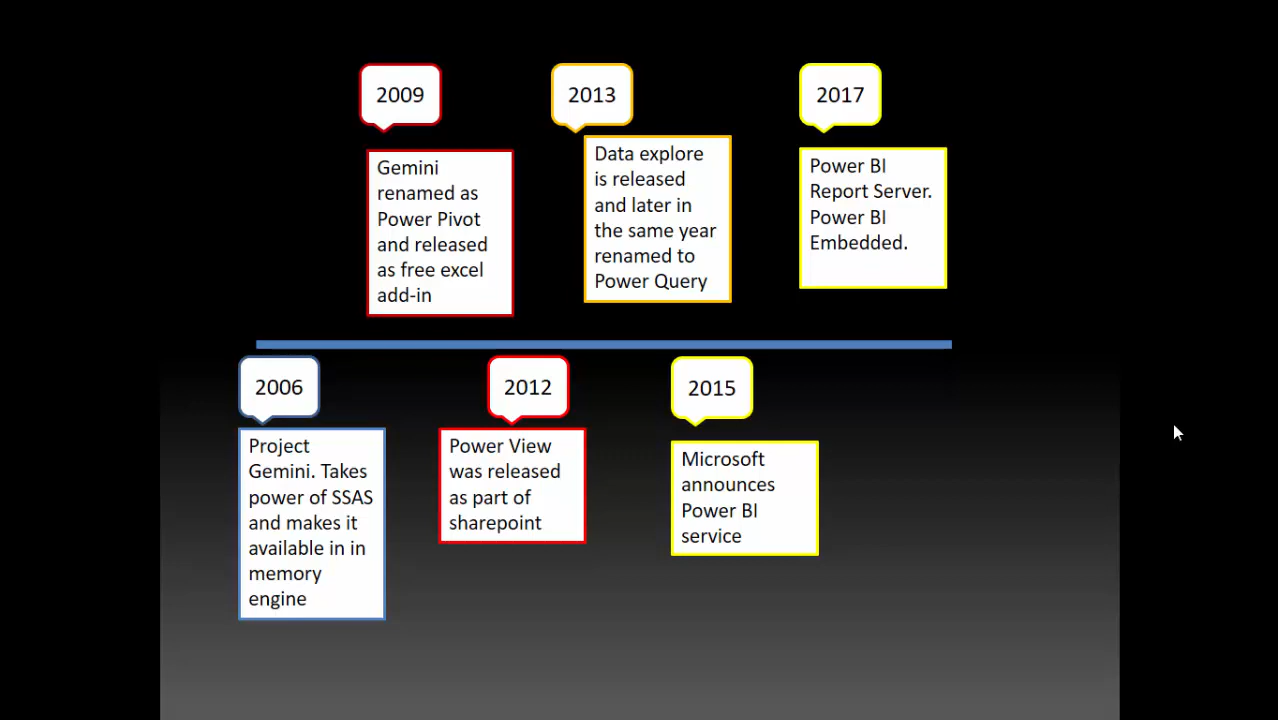 2009
Gemini
renamed as
Power Pivot
and released
as free excel
add-in
2013
Data explore
is released
and later in
the same year
renamed to
Power Query
2017
Power BI
Report Server.
Power BI
Embedded.
2006
Project
Gemini. Takes
power of SSAS
and makes it
available in in
memory
engine
2012
Power View
was released
as part of
sharepoint
2015
Microsoft
announces
Power BI
service